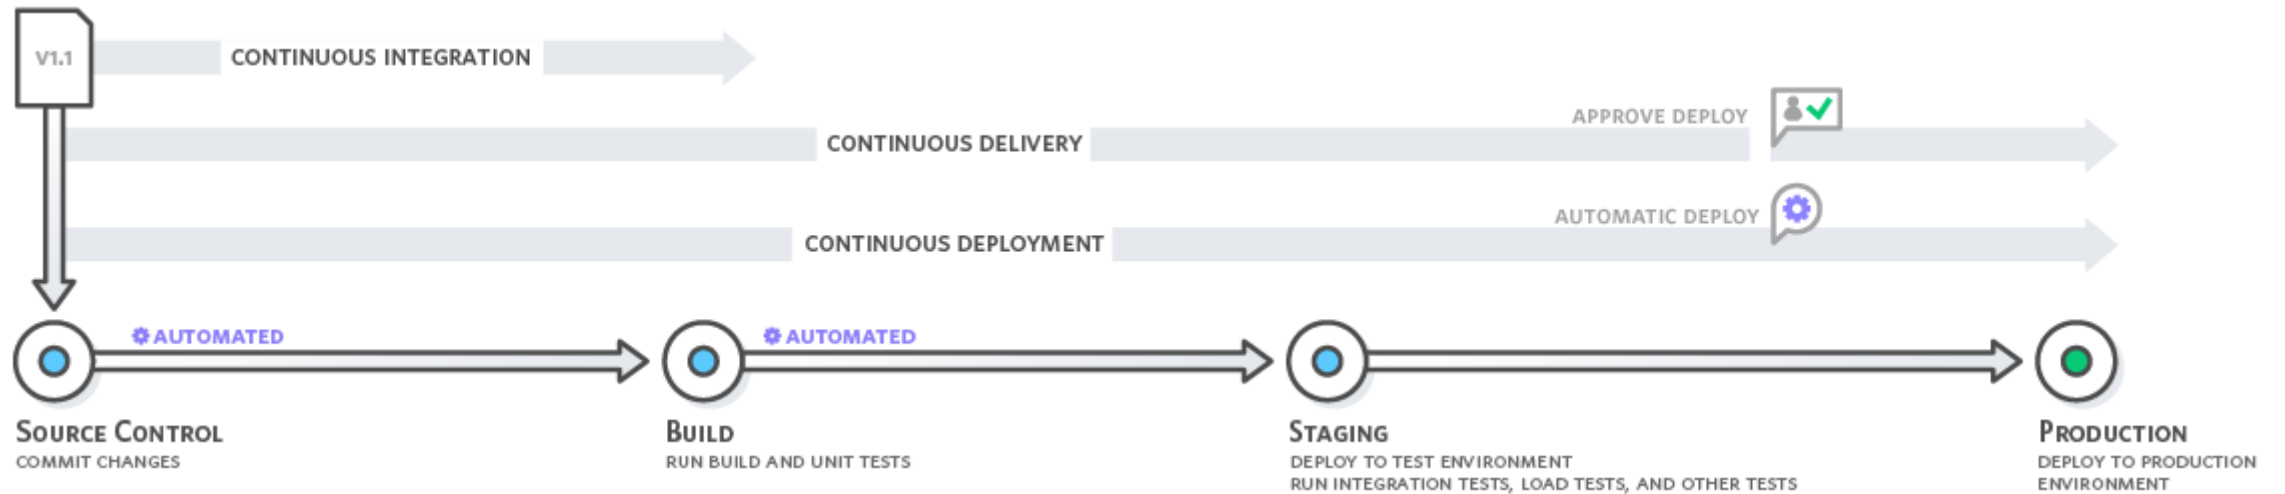 V1.1
CONTINUOUS INTEGRATION
APPROVE DEPLOY
CONTINUOUS DELIVERY
AUTOMATIC DEPLOY
CONTINUOUS DEPLOYMENT
AUTOMATED
AUTOMATED
SOURCE CONTROL
COMMIT CHANGES
BUILD
RUN BUILD AND UNIT TESTS
STAGING
DEPLOY TO TEST ENVIRONMENT
RUN INTEGRATION TESTS, LOAD TESTS, AND OTHER TESTS
PRODUCTION
DEPLOY TO PRODUCTION
ENVIRONMENT